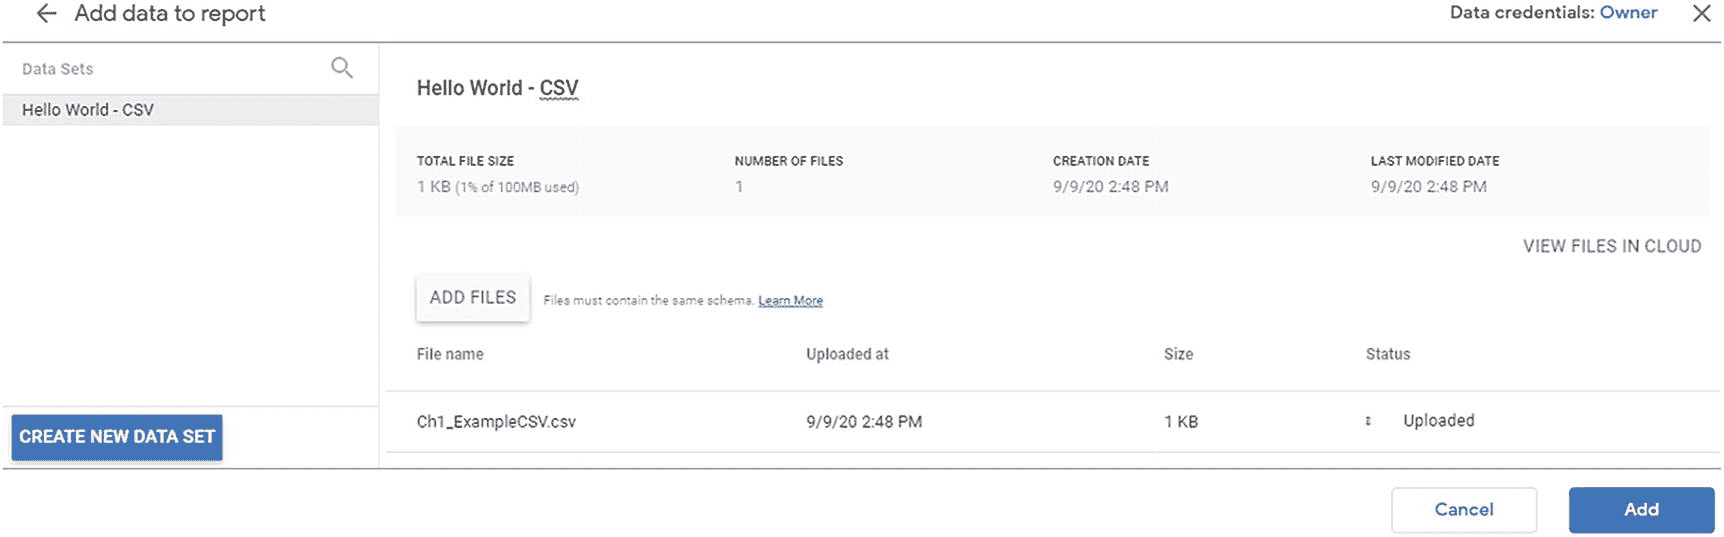 Add data to report
Data credentials: Owner
Data Sets
Hello World - CSV
CREATE NEW DATA SET
Hello World - CSV
TOTAL FILE SIZE NUMBER OF FILES CREATION DATE LAST MODIFIED DATE
1 KB (1% of 100MB used) 1 9/9/20 2:48 PM 9/9/20 2:48 PM
VIEW FILES IN CLOUD
ADD FILES Files must contain the same schema. Learn More
File name Uploaded at Size Status
Ch1_ExampleCSV.csv 9/9/20 2:48 PM 1 KB Uploaded
Cancel Add